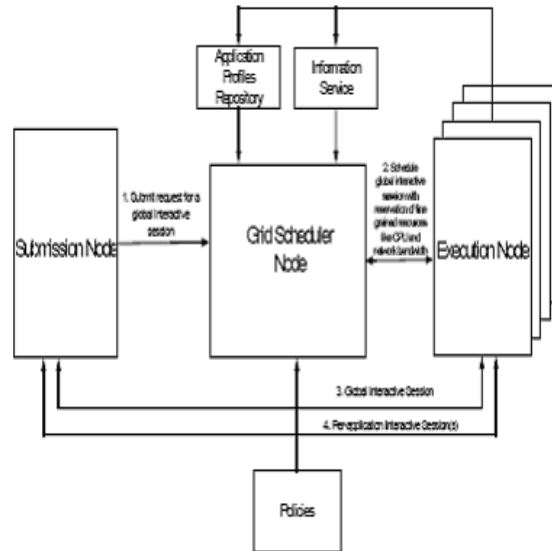 Application
Profiles
Repository
Information
Service
Submission Node
1. Submit request for a
global interactive
session
Grid Scheduler
Node
2. Schedule
global interactive
session with
reservation of fine
grained resources
like CPU and
network bandwidth
Execution Node
3. Global Interactive Session
4. Per-application Interactive Session(s)
Policies